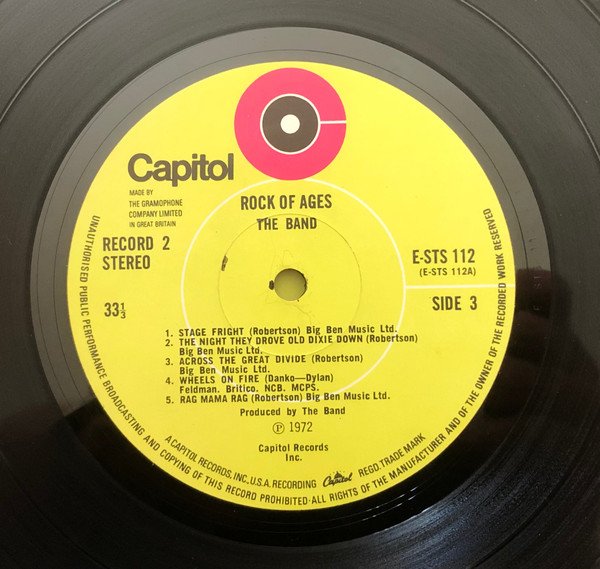 Capitol
MADE BY
THE GRAMOPHONE
COMPANY LIMITED
IN GREAT BRITAIN
ROCK OF AGES
THE BAND
RECORD 2
STEREO
E-STS 112
(E-STS 112A)
33⅓
SIDE 3
1. STAGE FRIGHT (Robertson) Big Ben Music Ltd.
2. THE NIGHT THEY DROVE OLD DIXIE DOWN (Robertson)
Big Ben Music Ltd.
3. ACROSS THE GREAT DIVIDE (Robertson)
Big Ben Music Ltd.
4. WHEELS ON FIRE (Danko—Dylan)
Feldman. Britico. NCB. MCPS.
5. RAG MAMA RAG (Robertson) Big Ben Music Ltd.
Produced by The Band
℗ 1972
Capitol Records
Inc.
A CAPITOL RECORDS, INC., U.S.A. RECORDING Capitol REGD. TRADE MARK
UNAUTHORISED PUBLIC PERFORMANCE BROADCASTING AND COPYING OF THIS RECORD PROHIBITED·ALL RIGHTS OF THE MANUFACTURER AND OF THE OWNER OF THE RECORDED WORK RESERVED